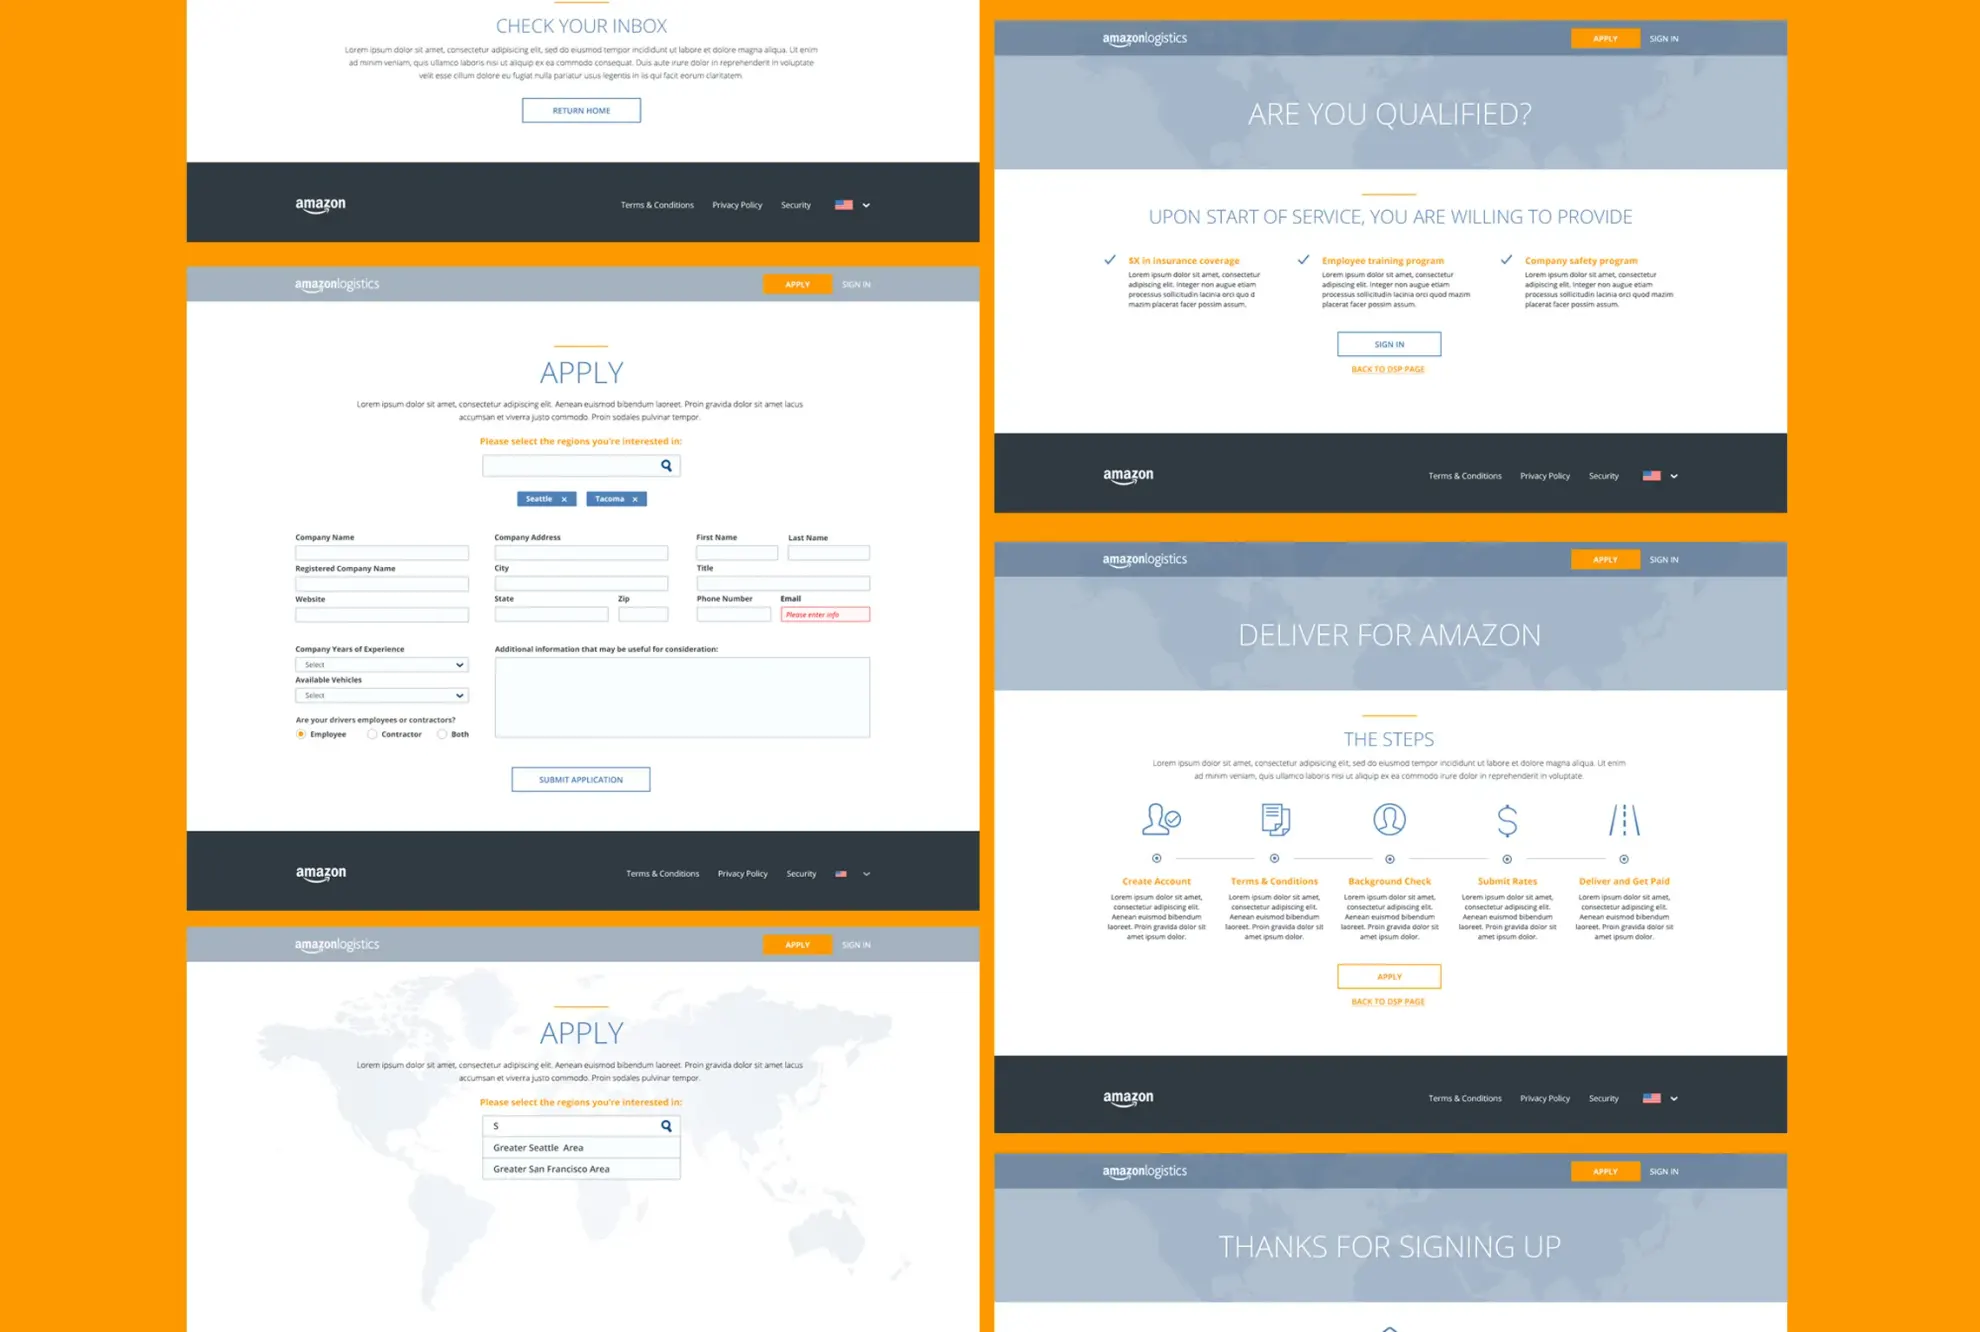 CHECK YOUR INBOX
Lorem ipsum dolor sit amet, consectetur adipisicing elit, sed do eiusmod tempor incididunt ut labore et dolore magna aliqua. Ut enim
ad minim veniam, quis ullamco laboris nisi ut aliquip ex ea commodo consequat. Duis aute irure dolor in reprehenderit in voluptate
velit esse cillum dolore eu fugiat nulla pariatur usus legentis in iis qui facit eorum claritatem.
RETURN HOME
amazon
Terms & Conditions Privacy Policy Security
amazonlogistics
APPLY SIGN IN
APPLY
Lorem ipsum dolor sit amet, consectetur adipiscing elit. Aenean euismod bibendum laoreet. Proin gravida dolor sit amet lacus
accumsan et viverra justo commodo. Proin sodales pulvinar tempor.
Please select the regions you're interested in:
Seattle x Tacoma x
Company Name
Registered Company Name
Website
Company Address
City
State Zip
First Name Last Name
Title
Phone Number Email
Please enter info
Company Years of Experience
Select
Available Vehicles
Select
Are your drivers employees or contractors?
Employee Contractor Both
Additional information that may be useful for consideration:
SUBMIT APPLICATION
amazon
Terms & Conditions Privacy Policy Security
amazonlogistics
APPLY SIGN IN
APPLY
Lorem ipsum dolor sit amet, consectetur adipiscing elit. Aenean euismod bibendum laoreet. Proin gravida dolor sit amet lacus
accumsan et viverra justo commodo. Proin sodales pulvinar tempor.
Please select the regions you're interested in:
S
Greater Seattle Area
Greater San Francisco Area
amazonlogistics
APPLY SIGN IN
ARE YOU QUALIFIED?
UPON START OF SERVICE, YOU ARE WILLING TO PROVIDE
$X in insurance coverage
Lorem ipsum dolor sit amet, consectetur
adipiscing elit. Integer non augue etiam
processus sollicitudin lacinia orci quo d
mazim placerat facer possim assum.
Employee training program
Lorem ipsum dolor sit amet, consectetur
adipiscing elit. Integer non augue etiam
processus sollicitudin lacinia orci quod mazim
placerat facer possim assum.
Company safety program
Lorem ipsum dolor sit amet, consectetur
adipiscing elit. Integer non augue etiam
processus sollicitudin lacinia orci quod mazim
placerat facer possim assum.
SIGN IN
BACK TO DSP PAGE
amazon
Terms & Conditions Privacy Policy Security
amazonlogistics
APPLY SIGN IN
DELIVER FOR AMAZON
THE STEPS
Lorem ipsum dolor sit amet, consectetur adipisicing elit, sed do eiusmod tempor incididunt ut labore et dolore magna aliqua. Ut enim
ad minim veniam, quis ullamco laboris nisi ut aliquip ex ea commodo irure dolor in reprehenderit in voluptate.
Create Account
Lorem ipsum dolor sit amet,
consectetur adipiscing elit.
Aenean euismod bibendum
laoreet. Proin gravida dolor sit
amet ipsum dolor.
Terms & Conditions
Lorem ipsum dolor sit amet,
consectetur adipiscing elit.
Aenean euismod bibendum
laoreet. Proin gravida dolor sit
amet ipsum dolor.
Background Check
Lorem ipsum dolor sit amet,
consectetur adipiscing elit.
Aenean euismod bibendum
laoreet. Proin gravida dolor sit
amet ipsum dolor.
Submit Rates
Lorem ipsum dolor sit amet,
consectetur adipiscing elit.
Aenean euismod bibendum
laoreet. Proin gravida dolor sit
amet ipsum dolor.
Deliver and Get Paid
Lorem ipsum dolor sit amet,
consectetur adipiscing elit.
Aenean euismod bibendum
laoreet. Proin gravida dolor sit
amet ipsum dolor.
APPLY
BACK TO DSP PAGE
amazon
Terms & Conditions Privacy Policy Security
amazonlogistics
APPLY SIGN IN
THANKS FOR SIGNING UP